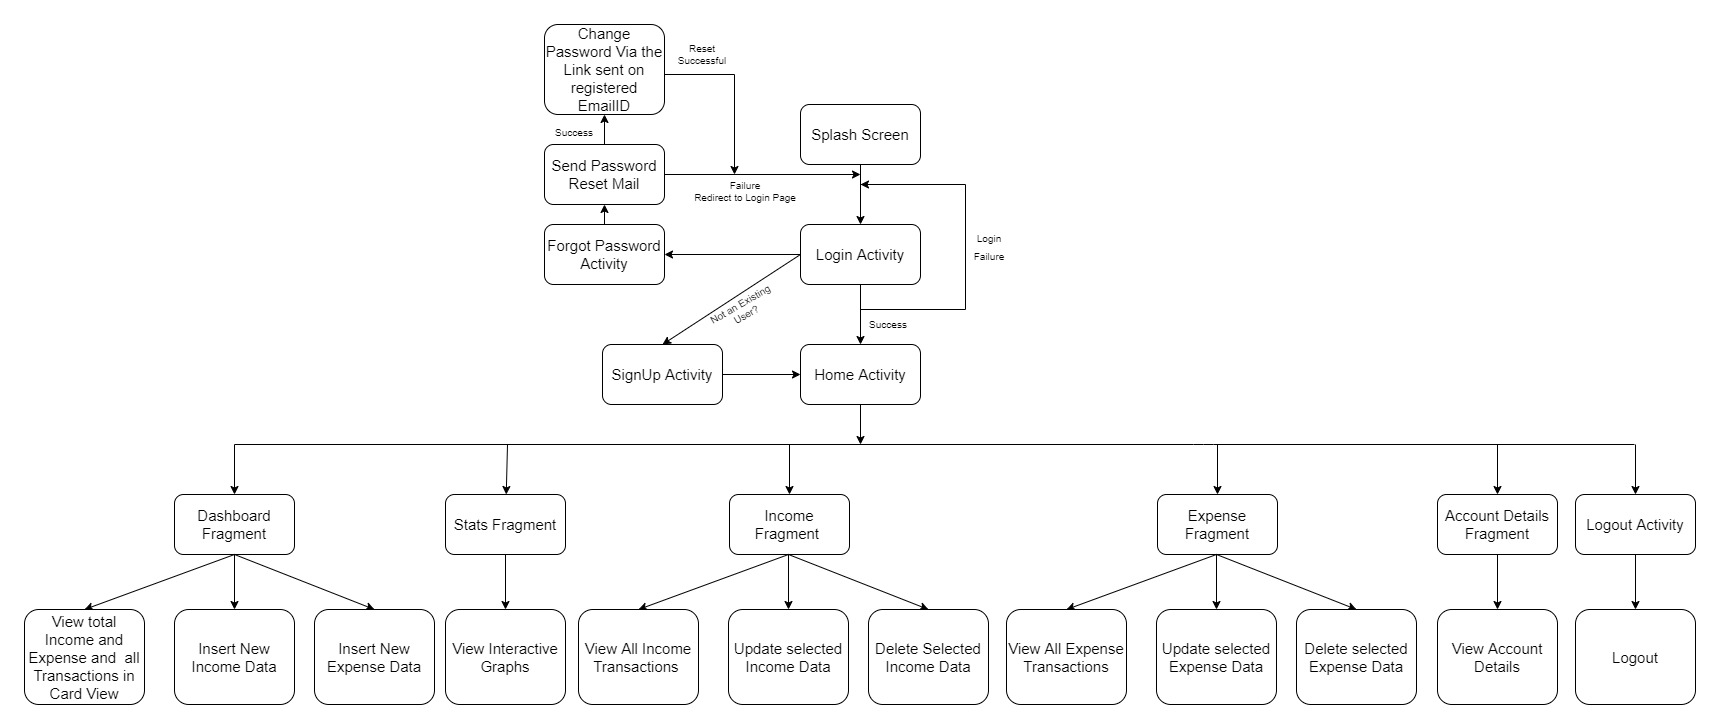 Change
Password Via the
Link sent on
registered
EmailID
Reset
Successful
Splash Screen
Success
Send Password
Reset Mail
Failure
Redirect to Login Page
Forgot Password
Activity
Login Activity
Login
Failure
Not an Existing
User?
Success
SignUp Activity
Home Activity
Dashboard
Fragment
Stats Fragment
Income
Fragment
Expense
Fragment
Account Details
Fragment
Logout Activity
View total
Income and
Expense and all
Transactions in
Card View
Insert New
Income Data
Insert New
Expense Data
View Interactive
Graphs
View All Income
Transactions
Update selected
Income Data
Delete Selected
Income Data
View All Expense
Transactions
Update selected
Expense Data
Delete selected
Expense Data
View Account
Details
Logout